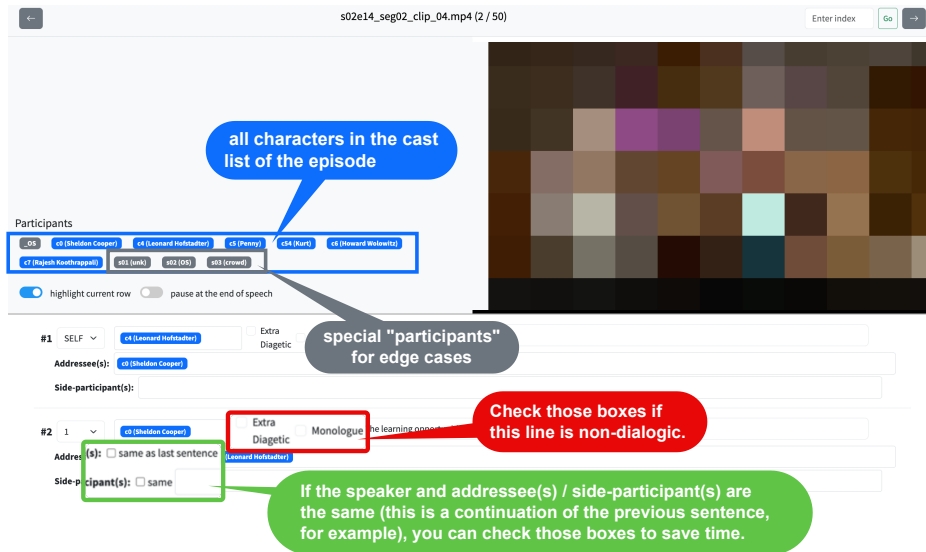 ←
s02e14_seg02_clip_04.mp4 (2 / 50)
Enter index
Go
→
all characters in the cast
list of the episode
Participants
_OS c0 (Sheldon Cooper) c4 (Leonard Hofstadter) c5 (Penny) c54 (Kurt) c6 (Howard Wolowitz)
c7 (Rajesh Koothrappali) s01 (unk) s02 (OS) s03 (crowd)
highlight current row pause at the end of speech
special "participants"
for edge cases
#1 SELF c4 (Leonard Hofstadter) Extra
Diegetic
Addressee(s): c0 (Sheldon Cooper)
Side-participant(s):
Check those boxes if
this line is non-dialogic.
#2 1 c0 (Sheldon Cooper) Extra
Diagetic Monologue he learning
Addres (s): same as last sentence (Leonard Hofstadter)
Side-p cipant(s): same
If the speaker and addressee(s) / side-participant(s) are
the same (this is a continuation of the previous sentence,
for example), you can check those boxes to save time.